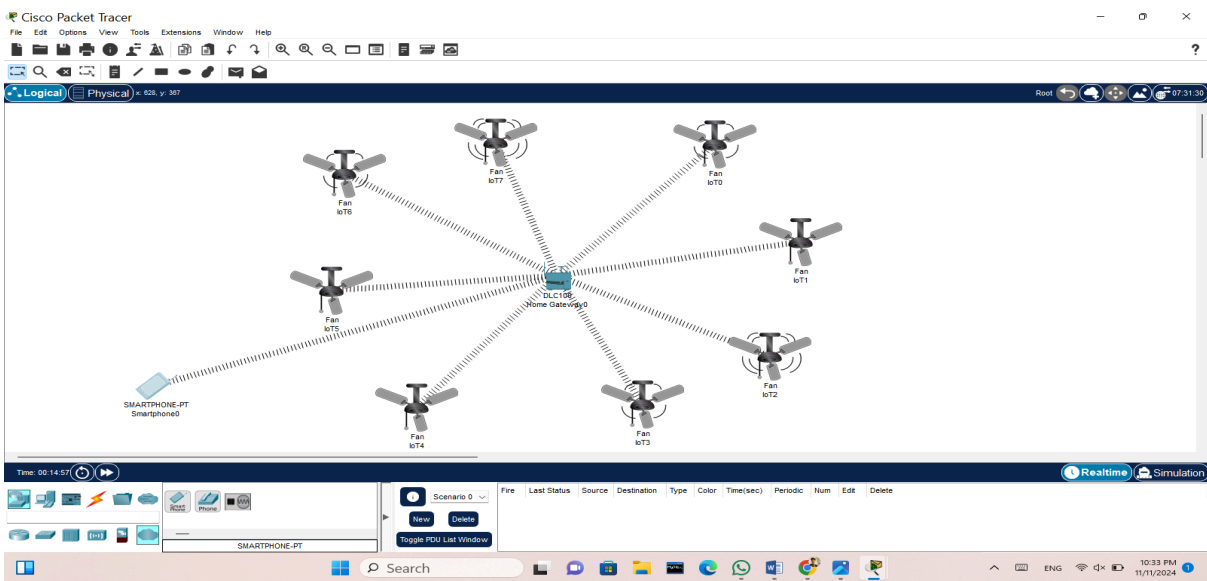 Cisco Packet Tracer
File Edit Options View Tools Extensions Window Help
?
Logical Physical x: 628, y: 367 Root 07:31:30
Fan
IoT7
Fan
IoT0
Fan
IoT6
Fan
IoT1
DLC100
Home Gateway0
Fan
IoT5
Fan
IoT2
SMARTPHONE-PT
Smartphone0
Fan
IoT4
Fan
IoT3
Time: 00:14:57 Realtime Simulation
Scenario 0 Fire Last Status Source Destination Type Color Time(sec) Periodic Num Edit Delete
Phone
New Delete
Toggle PDU List Window
SMARTPHONE-PT
Search ENG 10:33 PM
11/11/2024 1